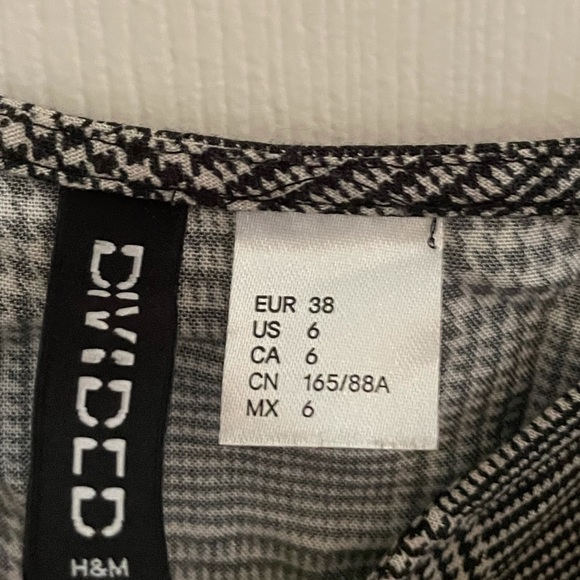 DIVIDED
H&M
EUR 38
US 6
CA 6
CN 165/88A
MX 6